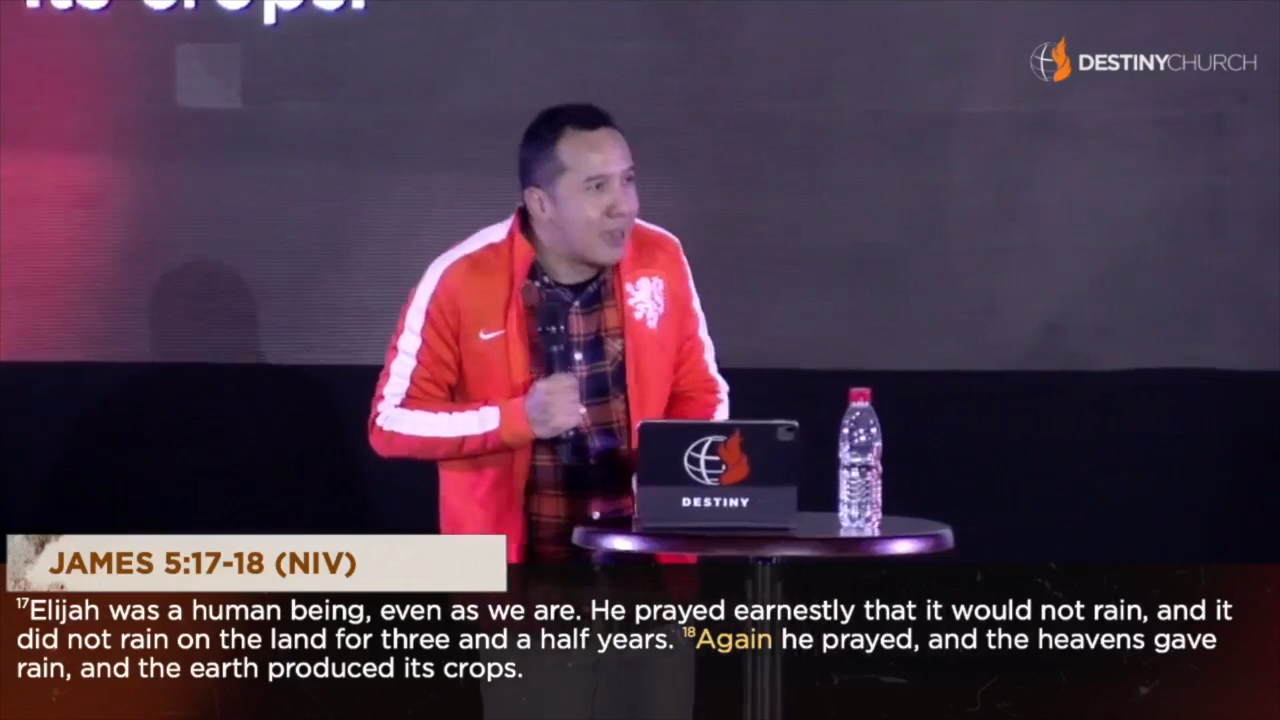 its crops.
DESTINYCHURCH
DESTINY
JAMES 5:17-18 (NIV)
17Elijah was a human being, even as we are. He prayed earnestly that it would not rain, and it
did not rain on the land for three and a half years. 18Again he prayed, and the heavens gave
rain, and the earth produced its crops.